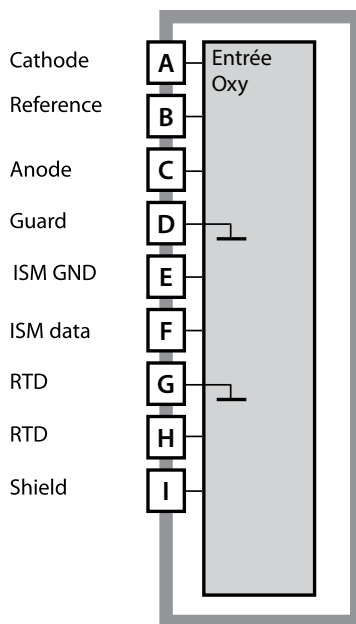 Cathode
A
Entrée
Oxy
Reference
B
Anode
C
Guard
D
ISM GND
E
ISM data
F
RTD
G
RTD
H
Shield
I